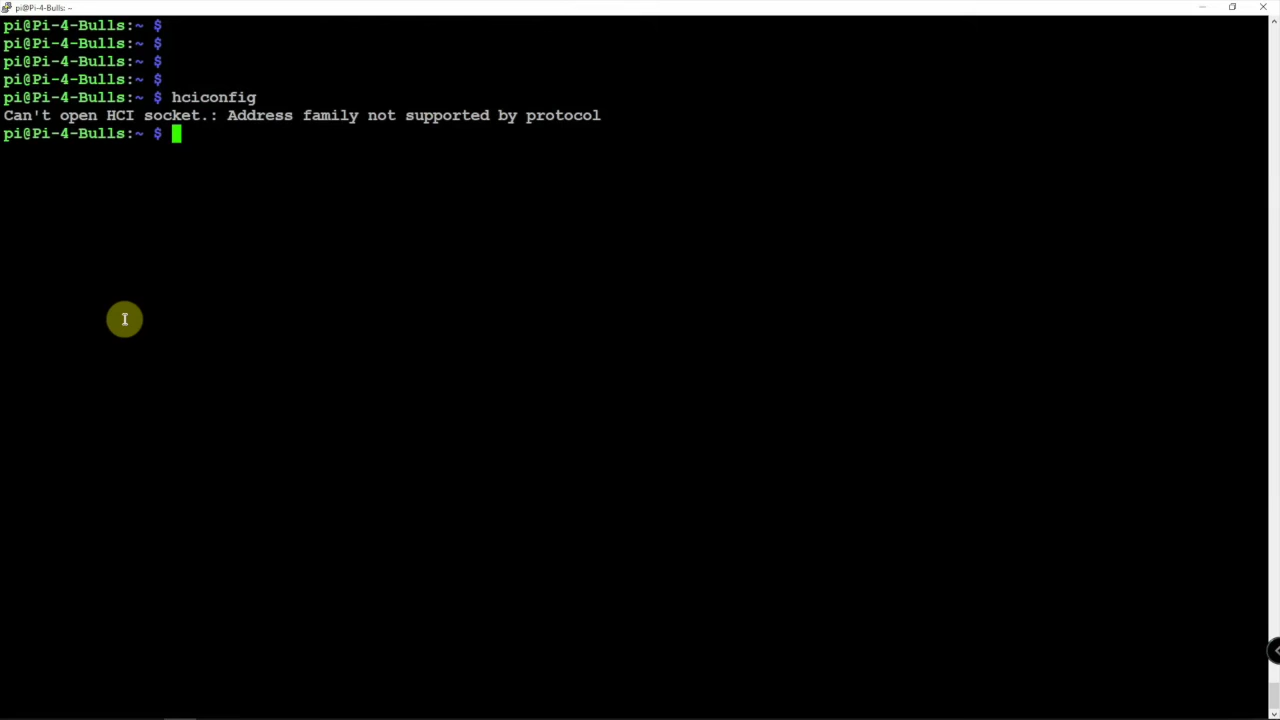 pi@Pi-4-Bulls: ~
pi@Pi-4-Bulls:~ $
pi@Pi-4-Bulls:~ $
pi@Pi-4-Bulls:~ $
pi@Pi-4-Bulls:~ $
pi@Pi-4-Bulls:~ $ hciconfig
Can't open HCI socket.: Address family not supported by protocol
pi@Pi-4-Bulls:~ $